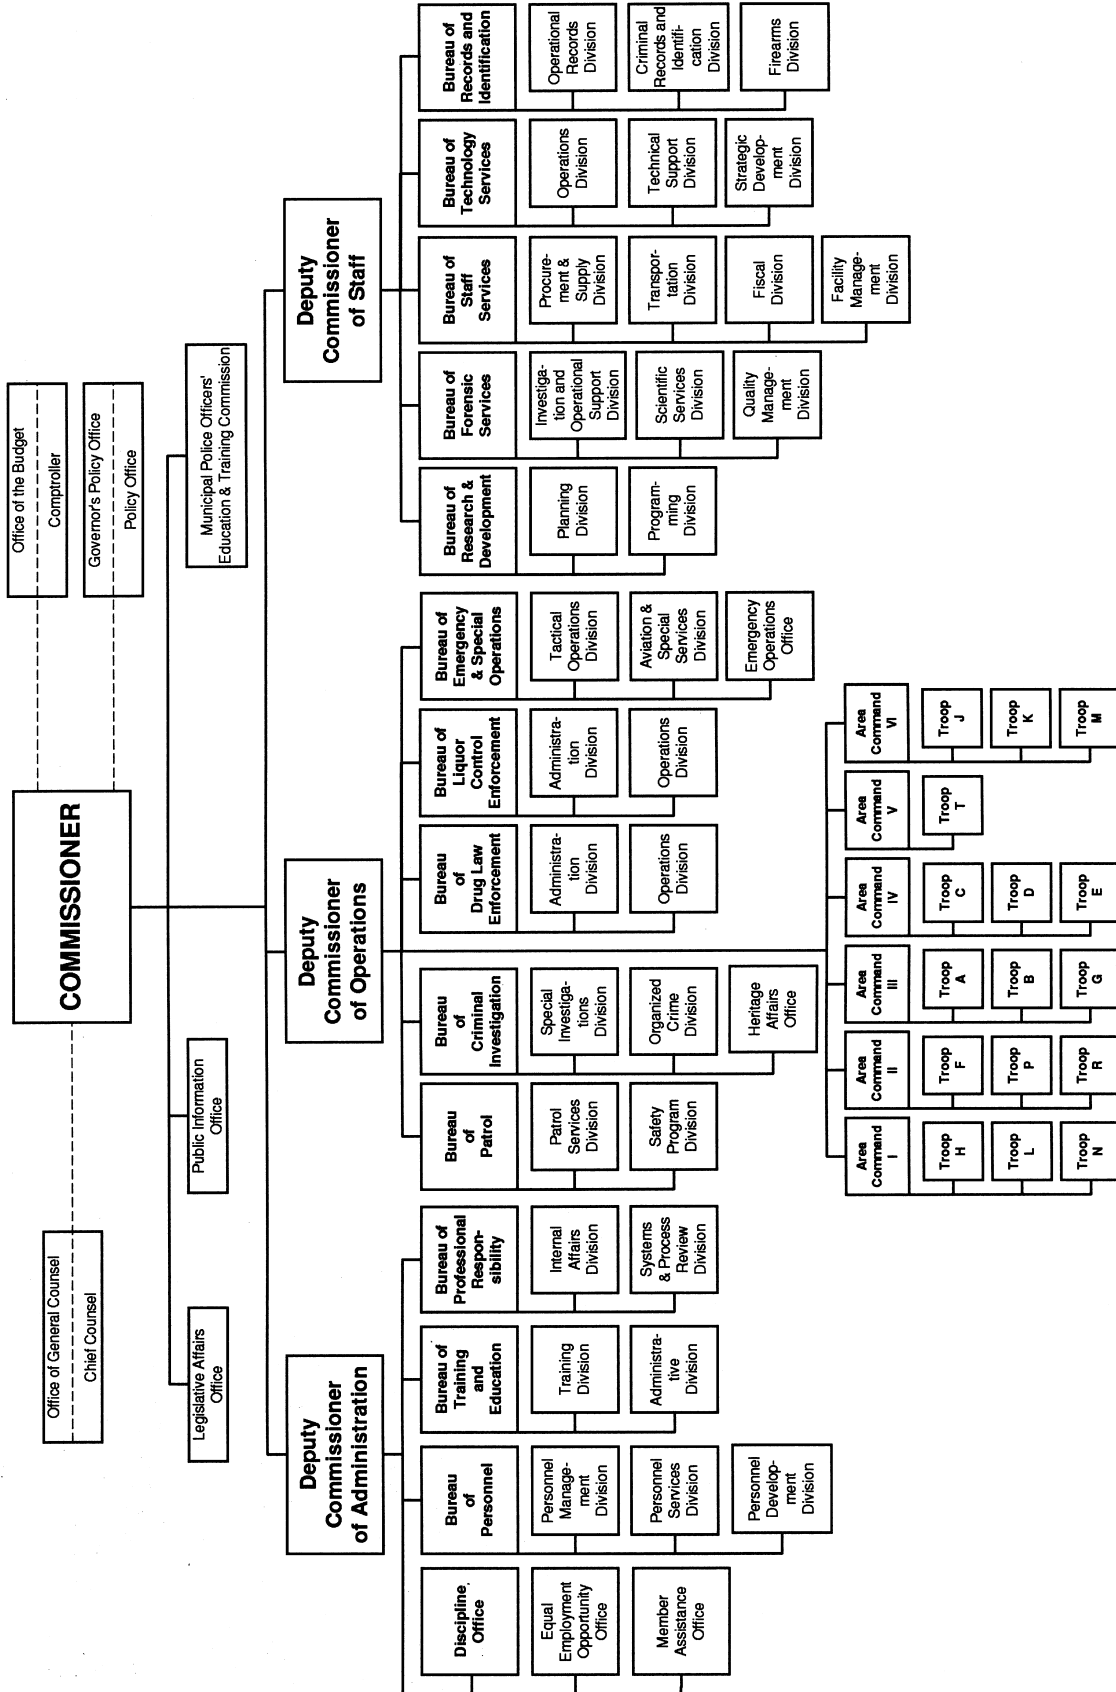 COMMISSIONER
Office of General Counsel
Chief Counsel
Office of the Budget
Comptroller
Governor's Policy Office
Policy Office
Legislative Affairs
Office
Public Information
Office
Municipal Police Officers'
Education & Training Commission
Deputy
Commissioner
of Administration
Deputy
Commissioner
of Operations
Deputy
Commissioner
of Staff
Discipline
Office
Equal
Employment
Opportunity
Office
Member
Assistance
Office
Bureau
of
Personnel
Personnel
Manage-
ment
Division
Personnel
Services
Division
Personnel
Develop-
ment
Division
Bureau of
Training
and
Education
Training
Division
Administra-
tive
Division
Bureau of
Professional
Respon-
sibility
Internal
Affairs
Division
Systems
& Process
Review
Division
Bureau
of
Patrol
Patrol
Services
Division
Safety
Program
Division
Bureau
of
Criminal
Investigation
Special
Investiga-
tions
Division
Organized
Crime
Division
Heritage
Affairs
Office
Bureau
of
Drug Law
Enforcement
Administra-
tion
Division
Operations
Division
Bureau of
Liquor
Control
Enforcement
Administra-
tion
Division
Operations
Division
Bureau of
Emergency
& Special
Operations
Tactical
Operations
Division
Aviation &
Special
Services
Division
Emergency
Operations
Office
Bureau of
Research &
Development
Planning
Division
Program-
ming
Division
Bureau of
Forensic
Services
Investiga-
tion and
Operational
Support
Division
Scientific
Services
Division
Quality
Manage-
ment
Division
Bureau of
Staff
Services
Procure-
ment &
Supply
Division
Transpor-
tation
Division
Fiscal
Division
Facility
Manage-
ment
Division
Bureau of
Technology
Services
Operations
Division
Technical
Support
Division
Strategic
Develop-
ment
Division
Bureau of
Records and
Identification
Operational
Records
Division
Criminal
Records and
Identifi-
cation
Division
Firearms
Division
Area
Command
I
Troop
H
Troop
L
Troop
N
Area
Command
II
Troop
F
Troop
P
Troop
R
Area
Command
III
Troop
A
Troop
B
Troop
G
Area
Command
IV
Troop
C
Troop
D
Troop
E
Area
Command
V
Troop
T
Area
Command
VI
Troop
J
Troop
K
Troop
M